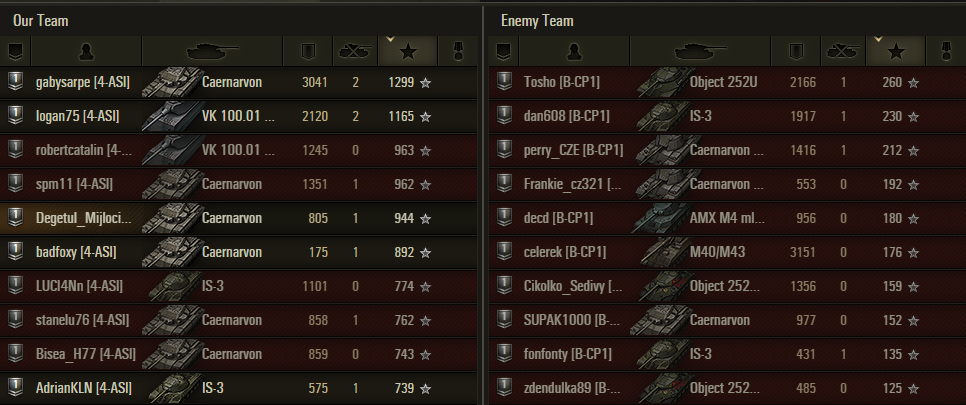 Our Team
gabysarpe [4-ASI] Caernarvon 3041 2 1299
logan75 [4-ASI] VK 100.01 ... 2120 2 1165
robertcatalin [4-... VK 100.01 ... 1245 0 963
spm11 [4-ASI] Caernarvon 1351 1 962
Degetul_Mijloci... Caernarvon 805 1 944
badfoxy [4-ASI] Caernarvon 175 1 892
LUCI4Nn [4-ASI] IS-3 1101 0 774
stanelu76 [4-ASI] Caernarvon 858 1 762
Bisea_H77 [4-ASI] Caernarvon 859 0 743
AdrianKLN [4-ASI] IS-3 575 1 739
Enemy Team
Tosho [B-CP1] Object 252U 2166 1 260
dan608 [B-CP1] IS-3 1917 1 230
perry_CZE [B-CP1] Caernarvon ... 1416 1 212
Frankie_cz321 [... Caernarvon ... 553 0 192
decd [B-CP1] AMX M4 ml... 956 0 180
celerek [B-CP1] M40/M43 3151 0 176
Cikolko_Sedivy [... Object 252... 1356 0 159
SUPAK1000 [B-... Caernarvon 977 0 152
fonfonty [B-CP1] IS-3 431 1 135
zdendulka89 [B-... Object 252... 485 0 125